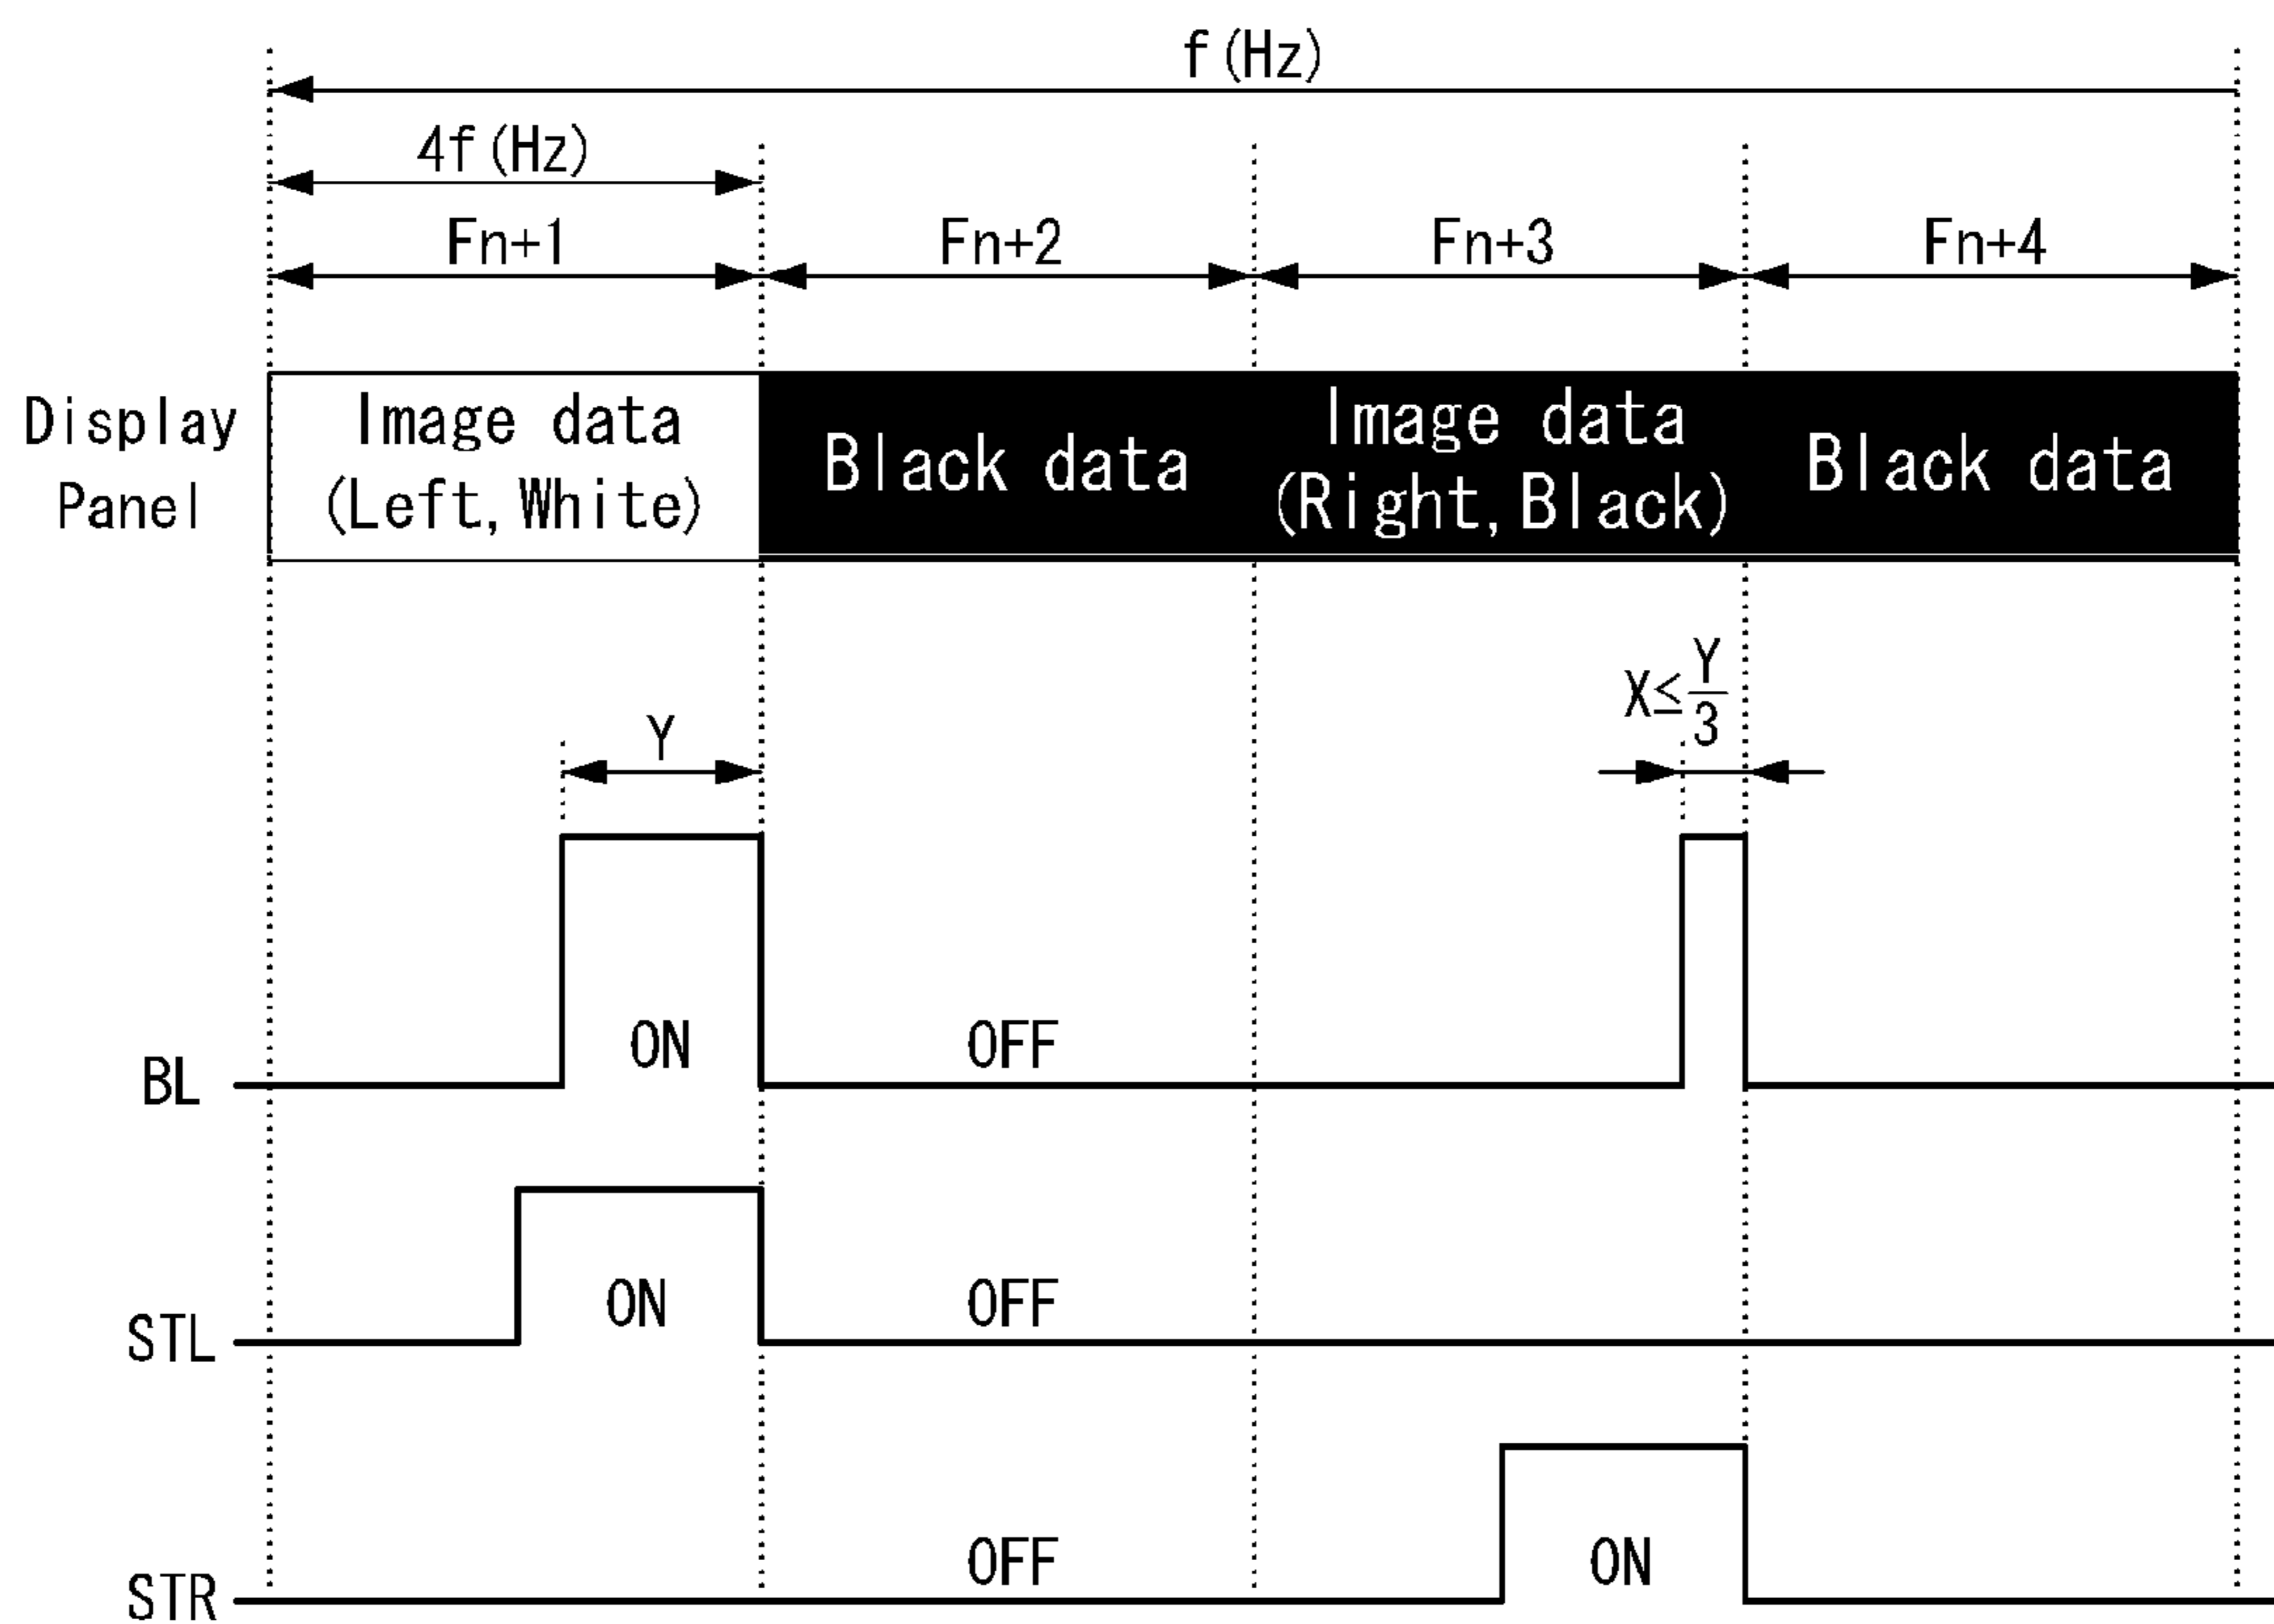 f(Hz)
4f(Hz)
Fn+1 Fn+2 Fn+3 Fn+4
Display
Panel
Image data
(Left,White)
Black data
Image data
(Right,Black)
Black data
Y
X≤Y/3
BL ON OFF
STL ON OFF
STR OFF ON